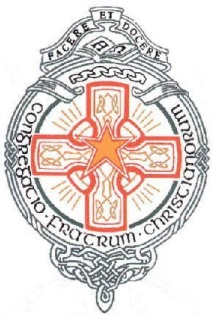 FACERE ET DOCERE
CONGREGATIO · FRATRUM · CHRISTIANORUM